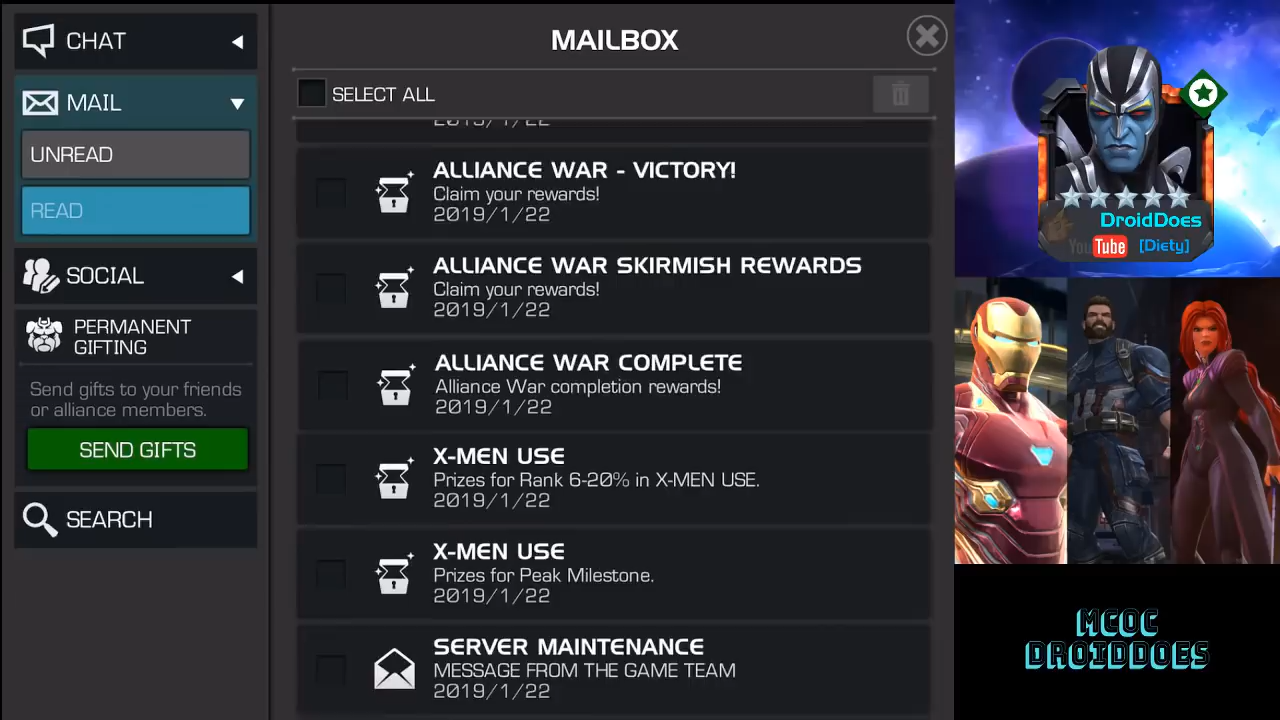 CHAT
MAIL
UNREAD
READ
SOCIAL
PERMANENT
GIFTING
Send gifts to your friends
or alliance members.
SEND GIFTS
SEARCH
MAILBOX
SELECT ALL
2019/1/22
ALLIANCE WAR - VICTORY!
Claim your rewards!
2019/1/22
ALLIANCE WAR SKIRMISH REWARDS
Claim your rewards!
2019/1/22
ALLIANCE WAR COMPLETE
Alliance War completion rewards!
2019/1/22
X-MEN USE
Prizes for Rank 6-20% in X-MEN USE.
2019/1/22
X-MEN USE
Prizes for Peak Milestone.
2019/1/22
SERVER MAINTENANCE
MESSAGE FROM THE GAME TEAM
2019/1/22
DroidDoes
YouTube [Diety]
MCOC
DROIDDOES